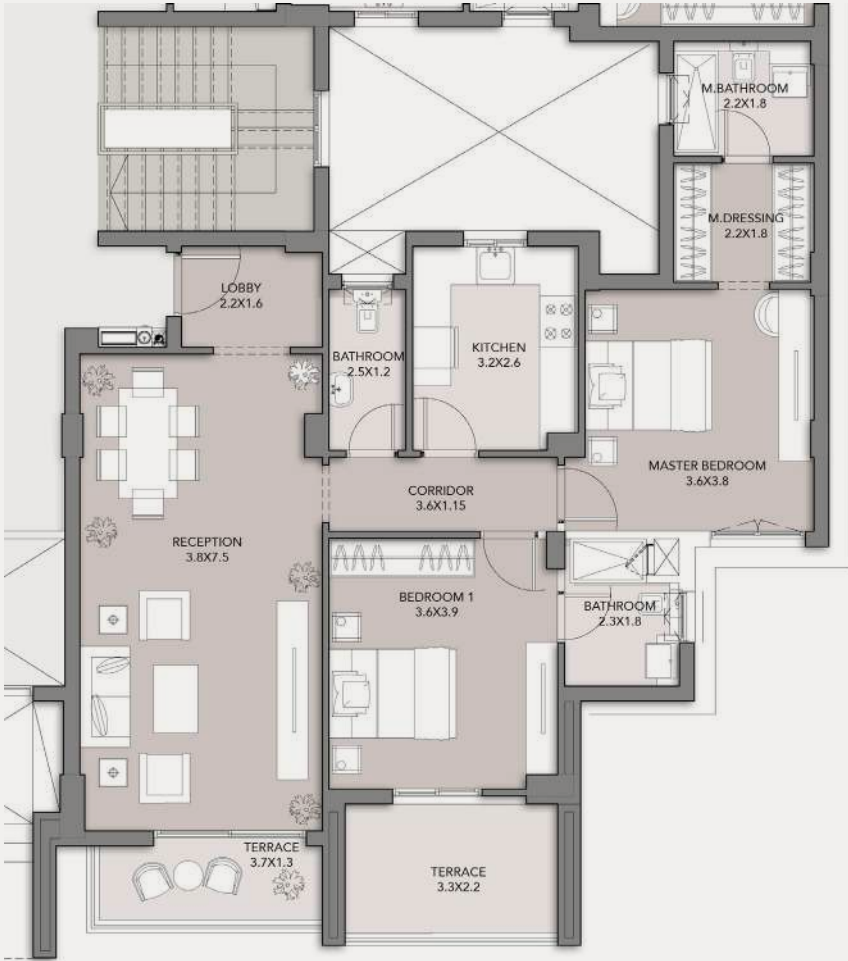 M.BATHROOM
2.2X1.8
M.DRESSING
2.2X1.8
LOBBY
2.2X1.6
BATHROOM
2.5X1.2
KITCHEN
3.2X2.6
MASTER BEDROOM
3.6X3.8
CORRIDOR
3.6X1.15
RECEPTION
3.8X7.5
BEDROOM 1
3.6X3.9
BATHROOM
2.3X1.8
TERRACE
3.7X1.3
TERRACE
3.3X2.2